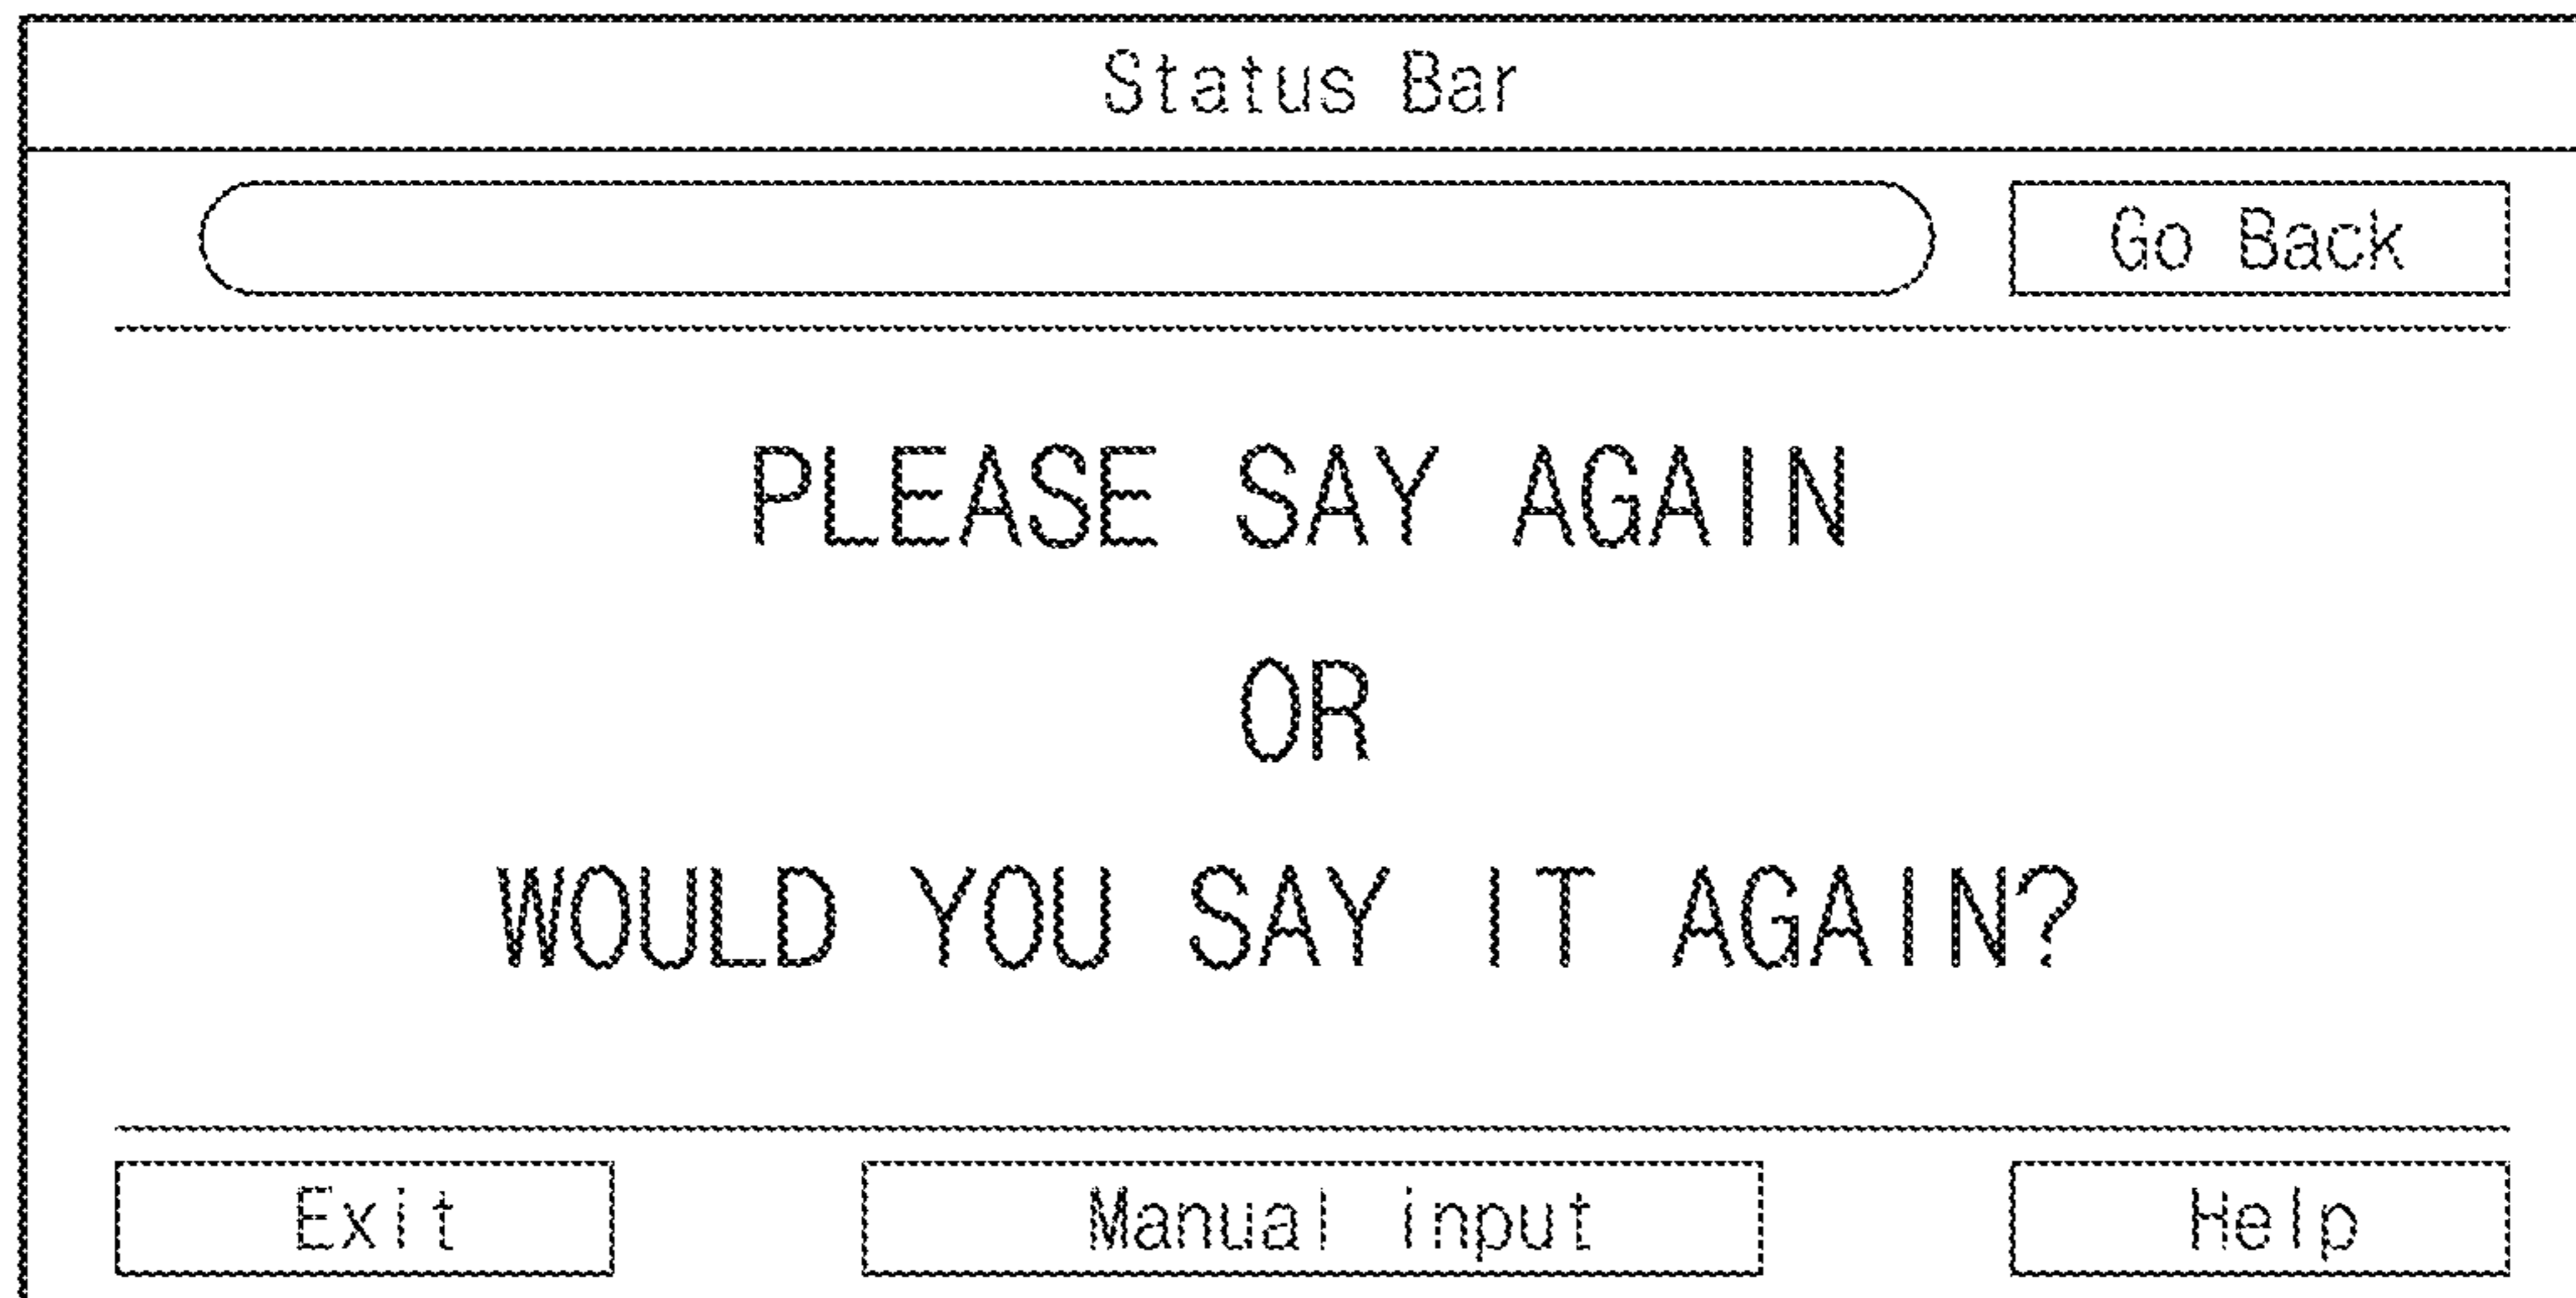 Status Bar
Go Back
PLEASE SAY AGAIN
OR
WOULD YOU SAY IT AGAIN?
Exit Manual input Help